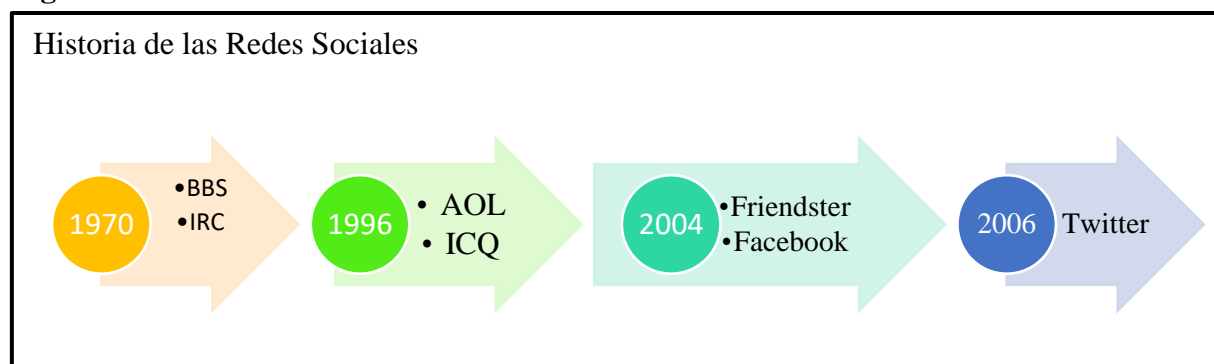 Historia de las Redes Sociales
1970
•BBS
•IRC
1996
• AOL
• ICQ
2004
•Friendster
•Facebook
2006
Twitter